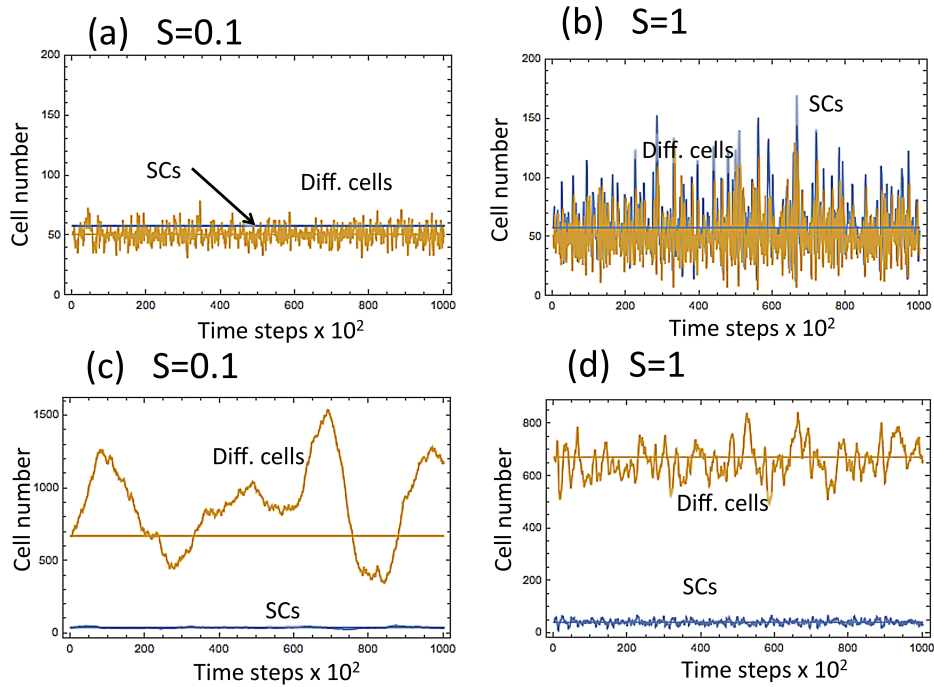 (a) S=0.1
200
150
100
50
0
Cell number
SCs
Diff. cells
0 200 400 600 800 1000
Time steps x 10²
(b) S=1
200
150
100
50
0
Cell number
SCs
Diff. cells
0 200 400 600 800 1000
Time steps x 10²
(c) S=0.1
1500
1000
500
0
Cell number
Diff. cells
SCs
0 200 400 600 800 1000
Time steps x 10²
(d) S=1
800
600
400
200
0
Cell number
Diff. cells
SCs
0 200 400 600 800 1000
Time steps x 10²